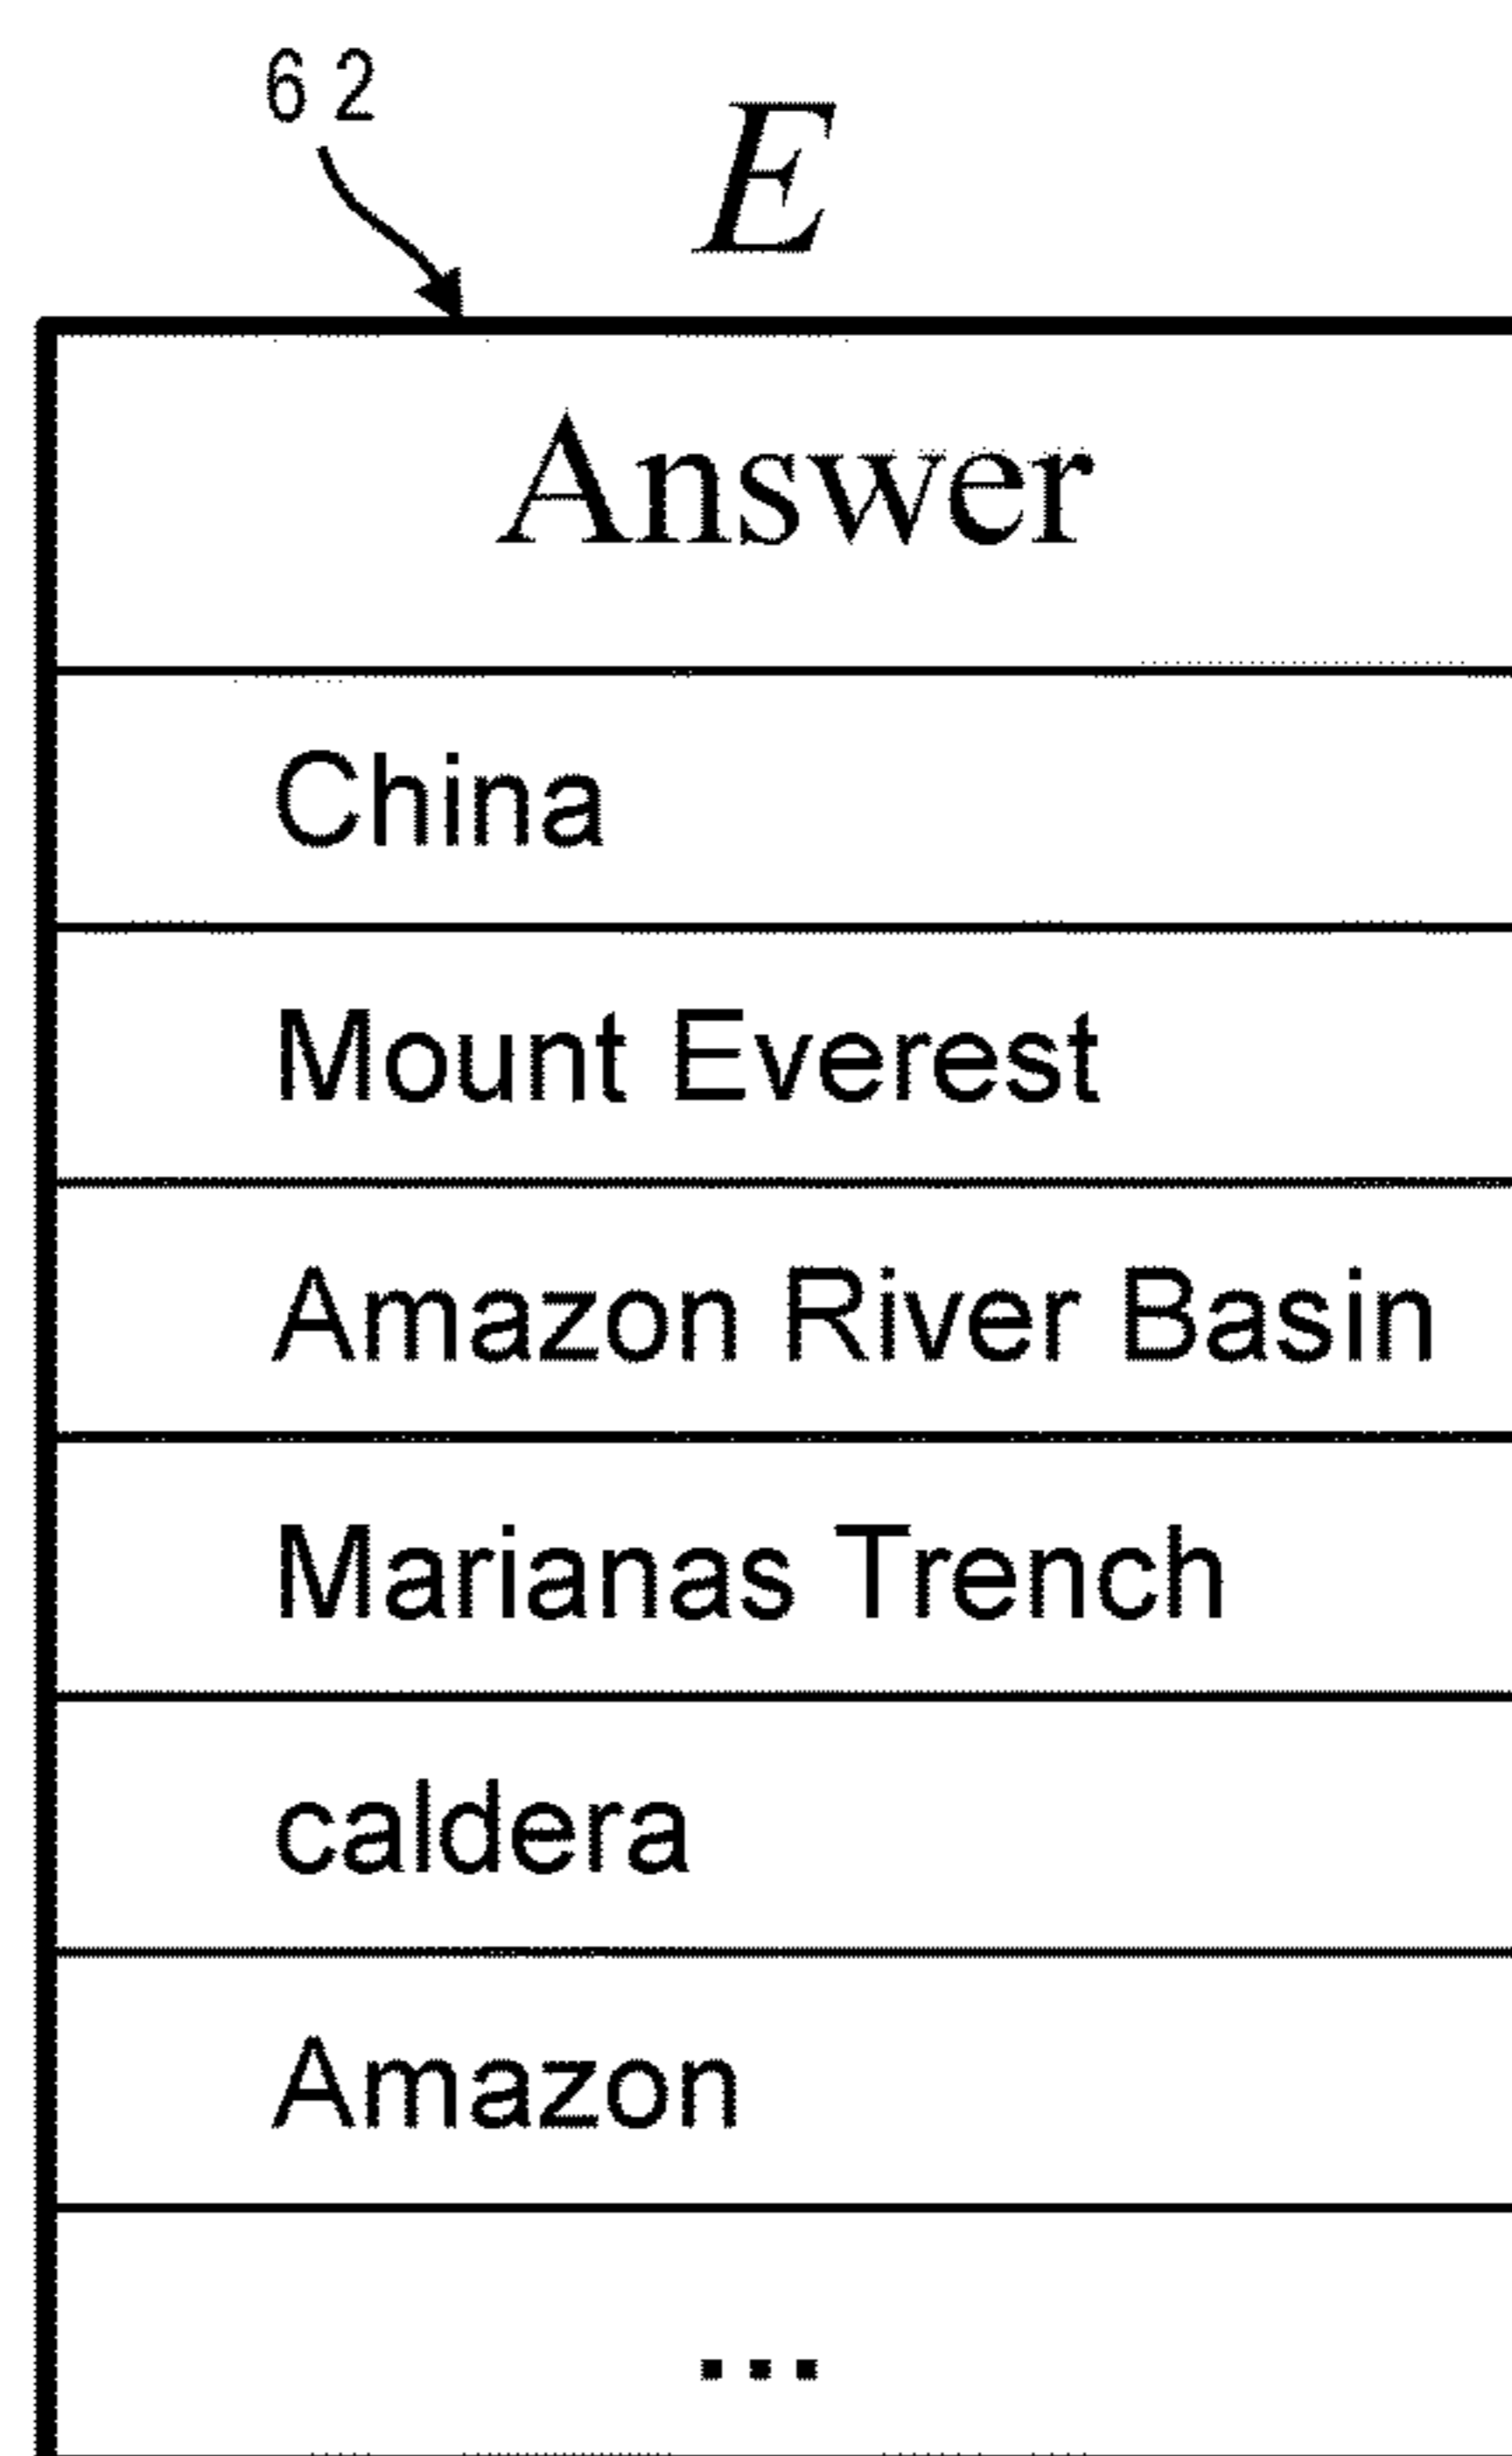 62
E
Answer
China
Mount Everest
Amazon River Basin
Marianas Trench
caldera
Amazon
...